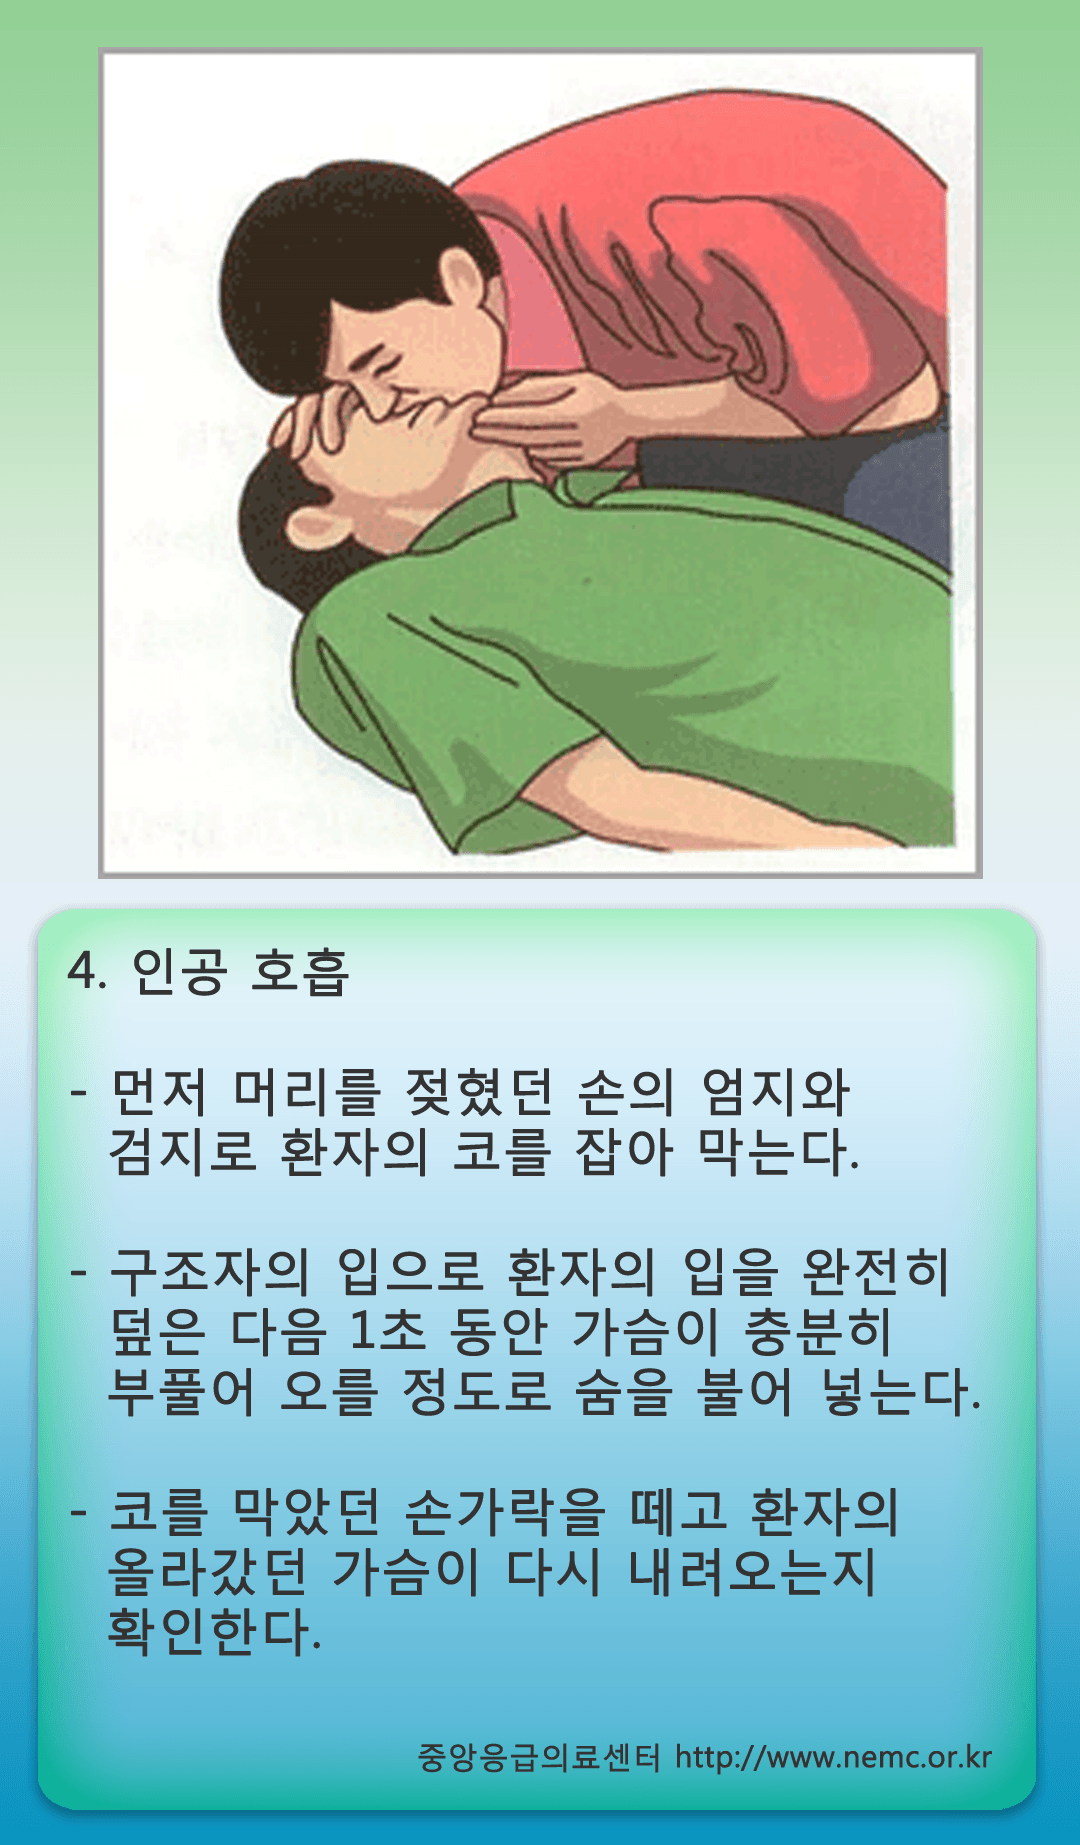 4. 인공 호흡
- 먼저 머리를 젖혔던 손의 엄지와
검지로 환자의 코를 잡아 막는다.
- 구조자의 입으로 환자의 입을 완전히
덮은 다음 1초 동안 가슴이 충분히
부풀어 오를 정도로 숨을 불어 넣는다.
- 코를 막았던 손가락을 떼고 환자의
올라갔던 가슴이 다시 내려오는지
확인한다.
중앙응급의료센터 http://www.nemc.or.kr